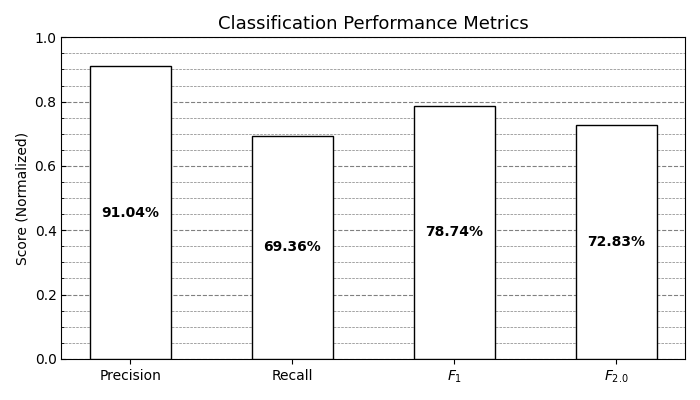 Classification Performance Metrics
Score (Normalized)
1.0
0.8
0.6
0.4
0.2
0.0
91.04%
69.36%
78.74%
72.83%
Precision
Recall
F₁
F₂.₀